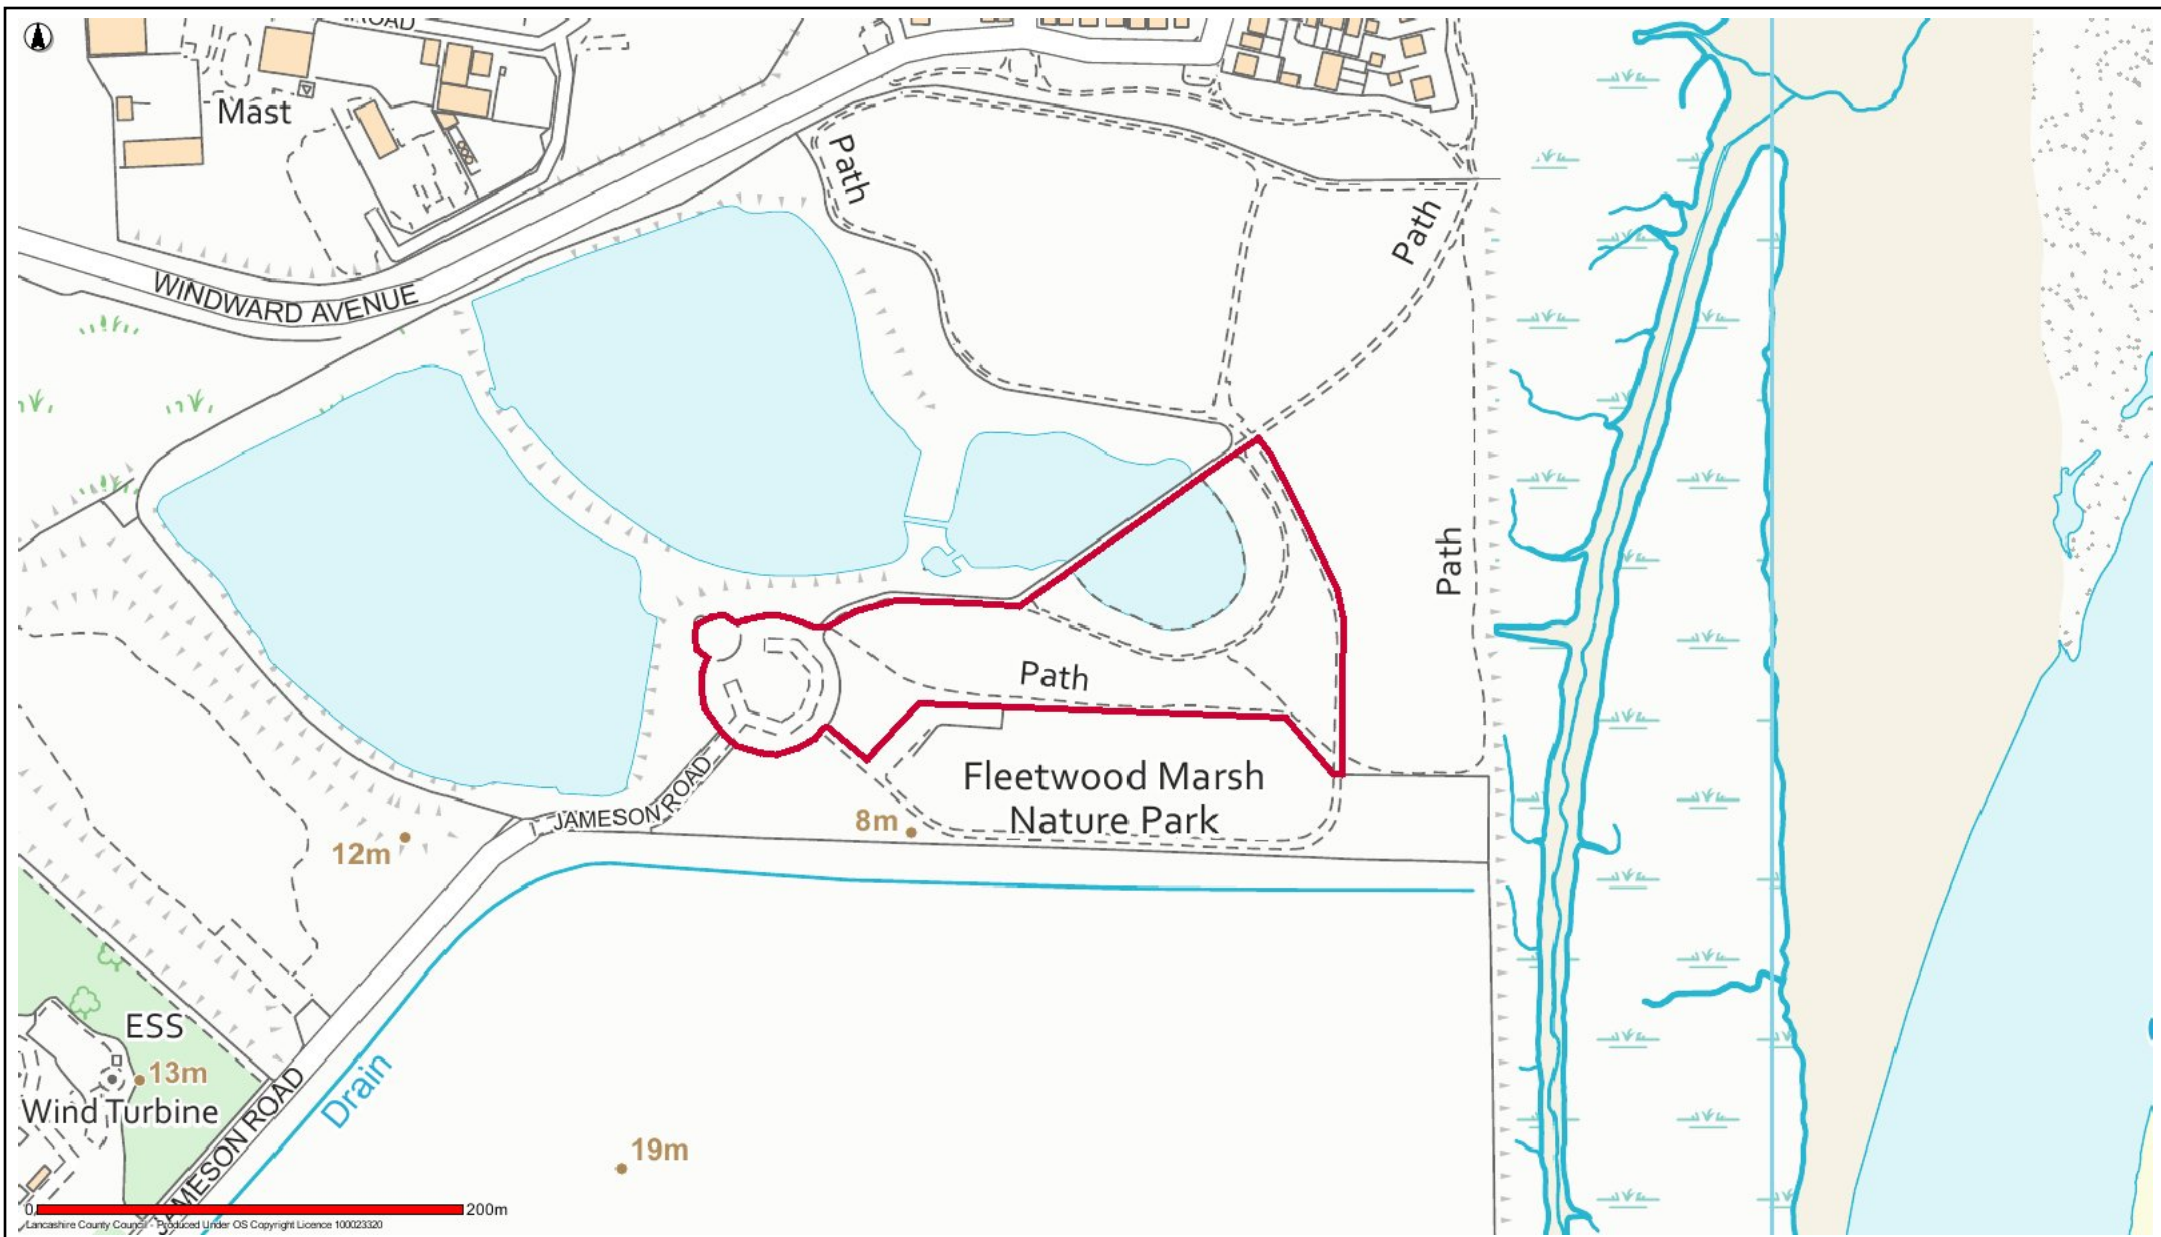 ROAD
Mast
Path
Path
WINDWARD AVENUE
Path
Path
Fleetwood Marsh
Nature Park
JAMESON ROAD
8m
12m
ESS
13m
Wind Turbine
JAMESON ROAD
Drain
19m
0
200m
Lancashire County Council - Produced Under OS Copyright Licence 100023320